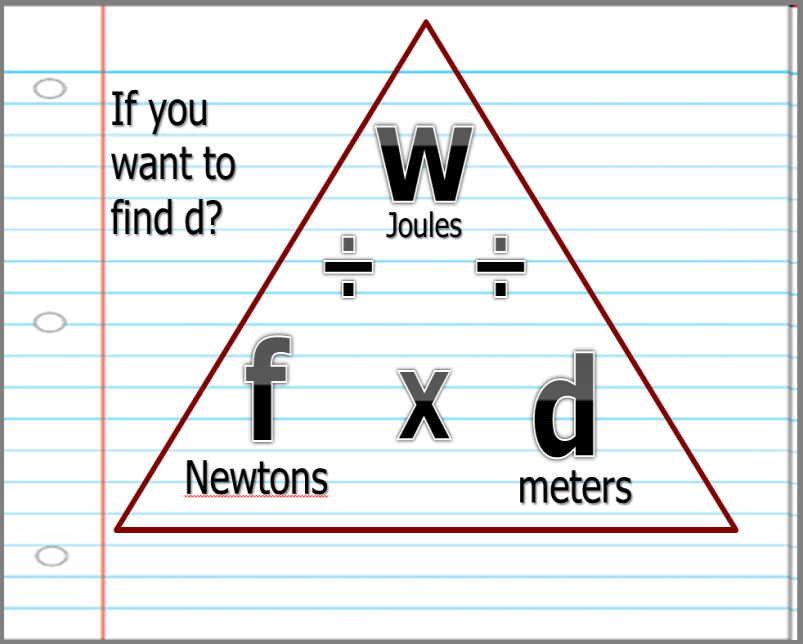 If you
want to
find d?
w
Joules
÷ ÷
f x d
Newtons
meters